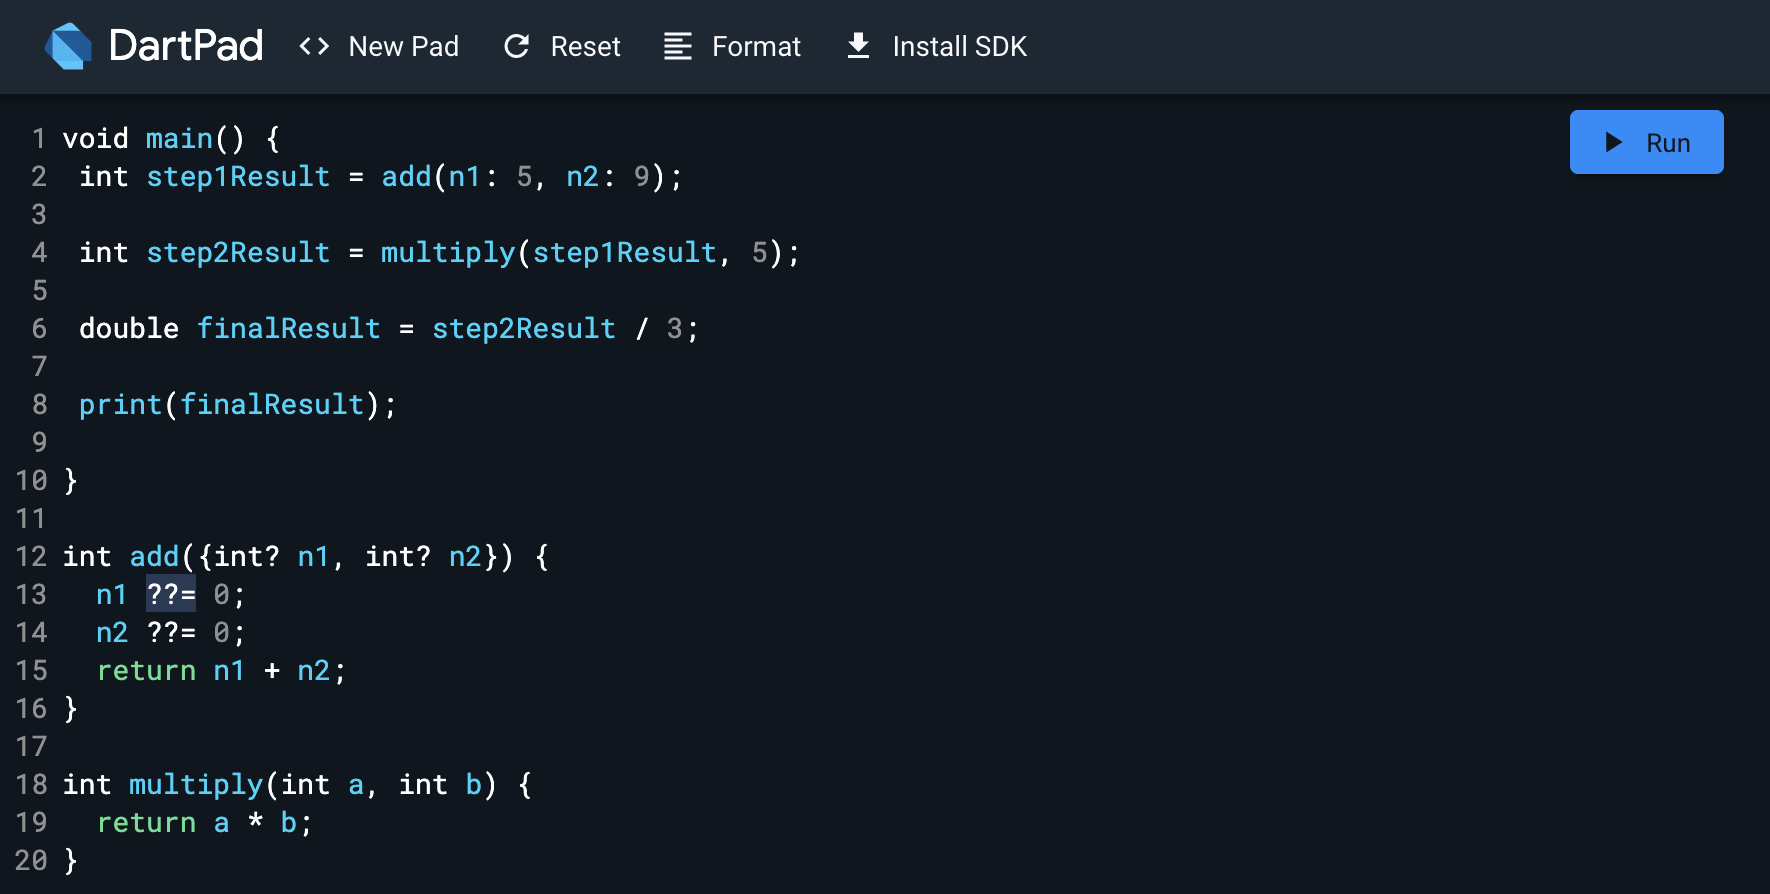 DartPad <> New Pad Reset Format Install SDK
Run
1 void main() {
2  int step1Result = add(n1: 5, n2: 9);
3
4  int step2Result = multiply(step1Result, 5);
5
6  double finalResult = step2Result / 3;
7
8  print(finalResult);
9
10 }
11
12 int add({int? n1, int? n2}) {
13   n1 ??= 0;
14   n2 ??= 0;
15   return n1 + n2;
16 }
17
18 int multiply(int a, int b) {
19   return a * b;
20 }